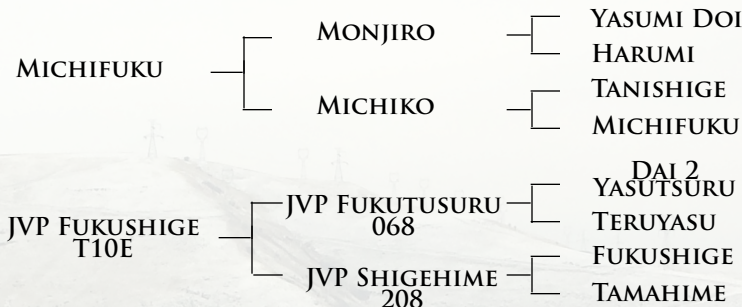 Monjiro
Yasumi Doi
Harumi
Michifuku
Michiko
Tanishige
Michifuku
JVP Fukutusuru
068
Dai 2
Yasutsuru
Teruyasu
JVP Fukushige
T10E
JVP Shigehime
208
Fukushige
Tamahime